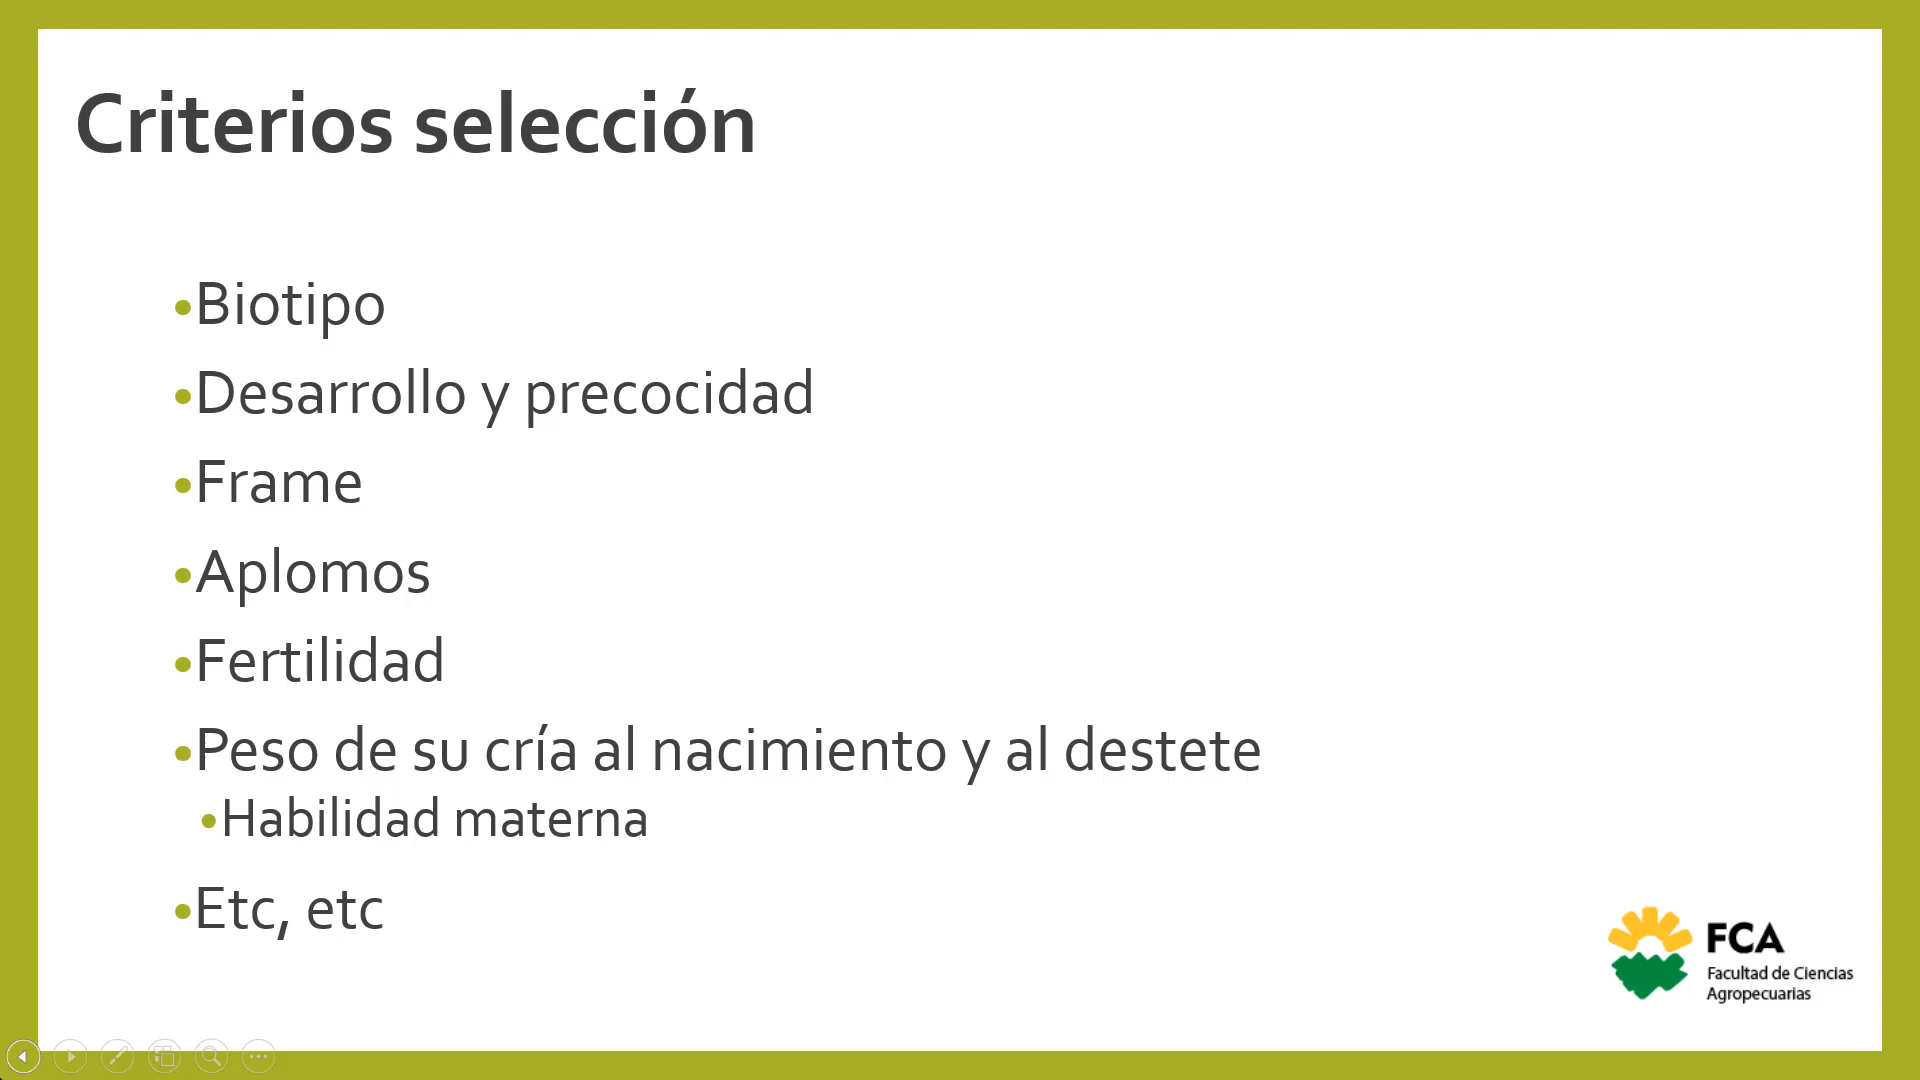 Criterios selección
•Biotipo
•Desarrollo y precocidad
•Frame
•Aplomos
•Fertilidad
•Peso de su cría al nacimiento y al destete
•Habilidad materna
•Etc, etc
FCA
Facultad de Ciencias
Agropecuarias